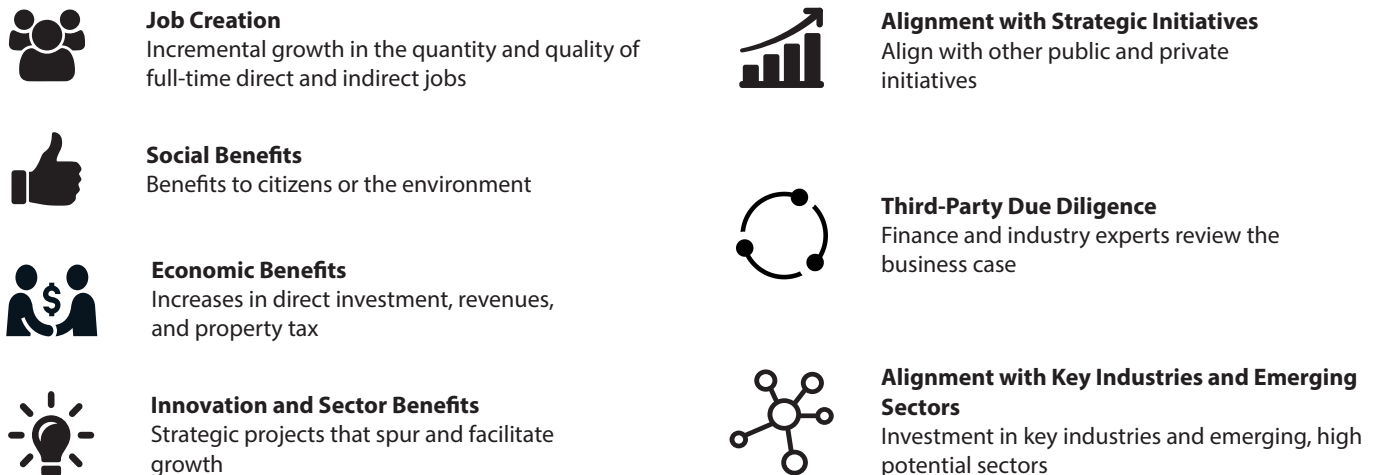 Job Creation
Incremental growth in the quantity and quality of
full-time direct and indirect jobs
Social Benefits
Benefits to citizens or the environment
$
Economic Benefits
Increases in direct investment, revenues,
and property tax
Innovation and Sector Benefits
Strategic projects that spur and facilitate
growth
Alignment with Strategic Initiatives
Align with other public and private
initiatives
Third-Party Due Diligence
Finance and industry experts review the
business case
Alignment with Key Industries and Emerging
Sectors
Investment in key industries and emerging, high
potential sectors